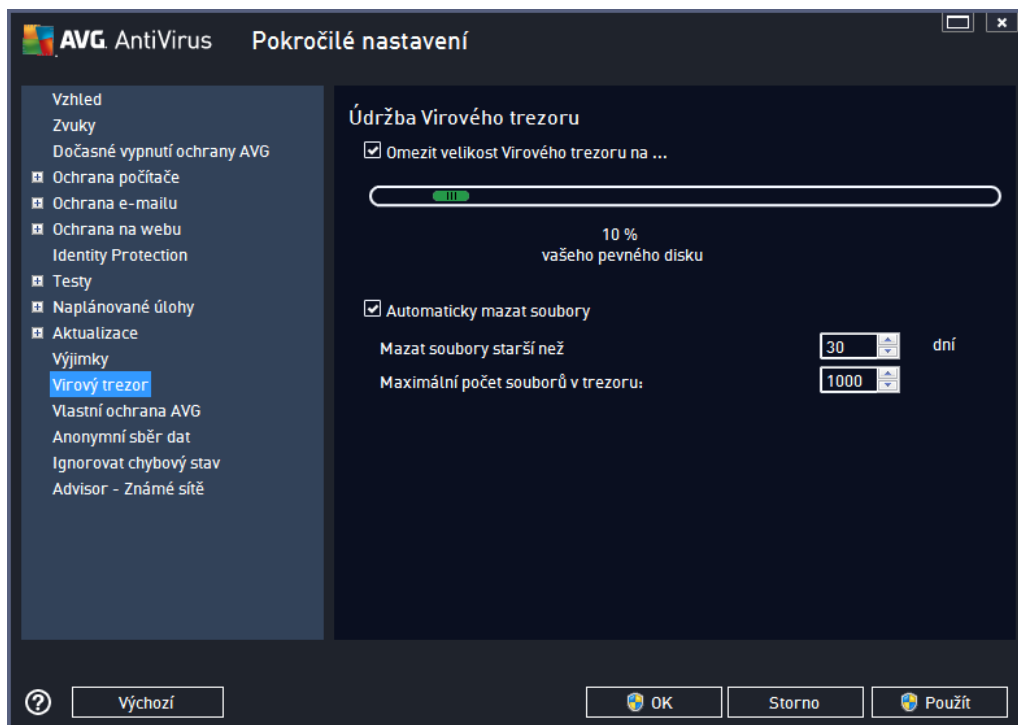 AVG. AntiVirus Pokročilé nastavení
Vzhled
Zvuky
Dočasné vypnutí ochrany AVG
Ochrana počítače
Ochrana e-mailu
Ochrana na webu
Identity Protection
Testy
Naplánované úlohy
Aktualizace
Výjimky
Virový trezor
Vlastní ochrana AVG
Anonymní sběr dat
Ignorovat chybový stav
Advisor - Známé sítě
Údržba Virového trezoru
Omezit velikost Virového trezoru na ...
10 %
vašeho pevného disku
Automaticky mazat soubory
Mazat soubory starší než 30 dní
Maximální počet souborů v trezoru: 1000
Výchozí OK Storno Použít